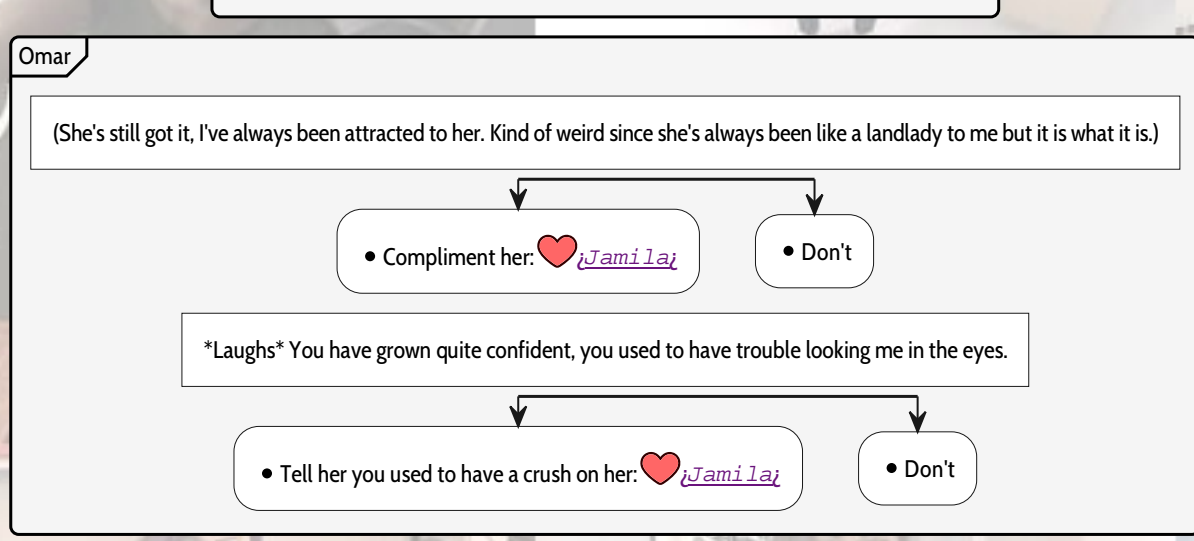 Omar
(She's still got it, I've always been attracted to her. Kind of weird since she's always been like a landlady to me but it is what it is.)
• Compliment her: ¿Jamila¿
• Don't
*Laughs* You have grown quite confident, you used to have trouble looking me in the eyes.
• Tell her you used to have a crush on her: ¿Jamila¿
• Don't